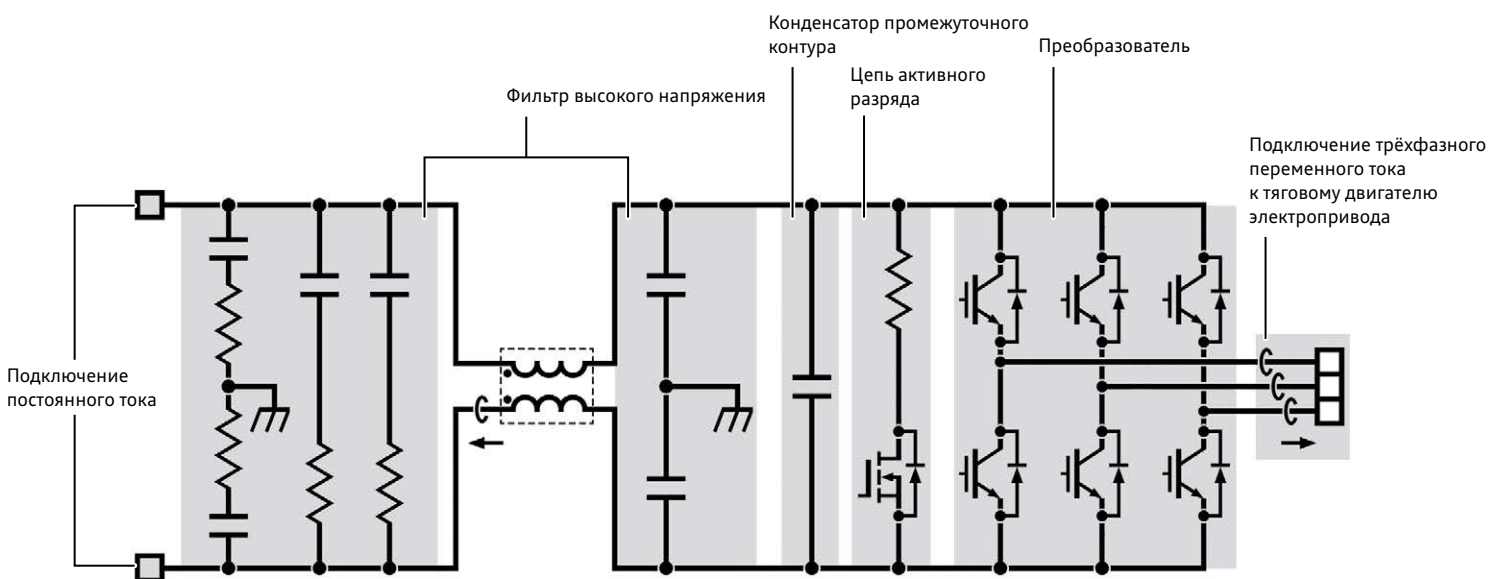 Конденсатор промежуточного
контура
Преобразователь
Цепь активного
разряда
Фильтр высокого напряжения
Подключение трёхфазного
переменного тока
к тяговому двигателю
электропривода
Подключение
постоянного тока